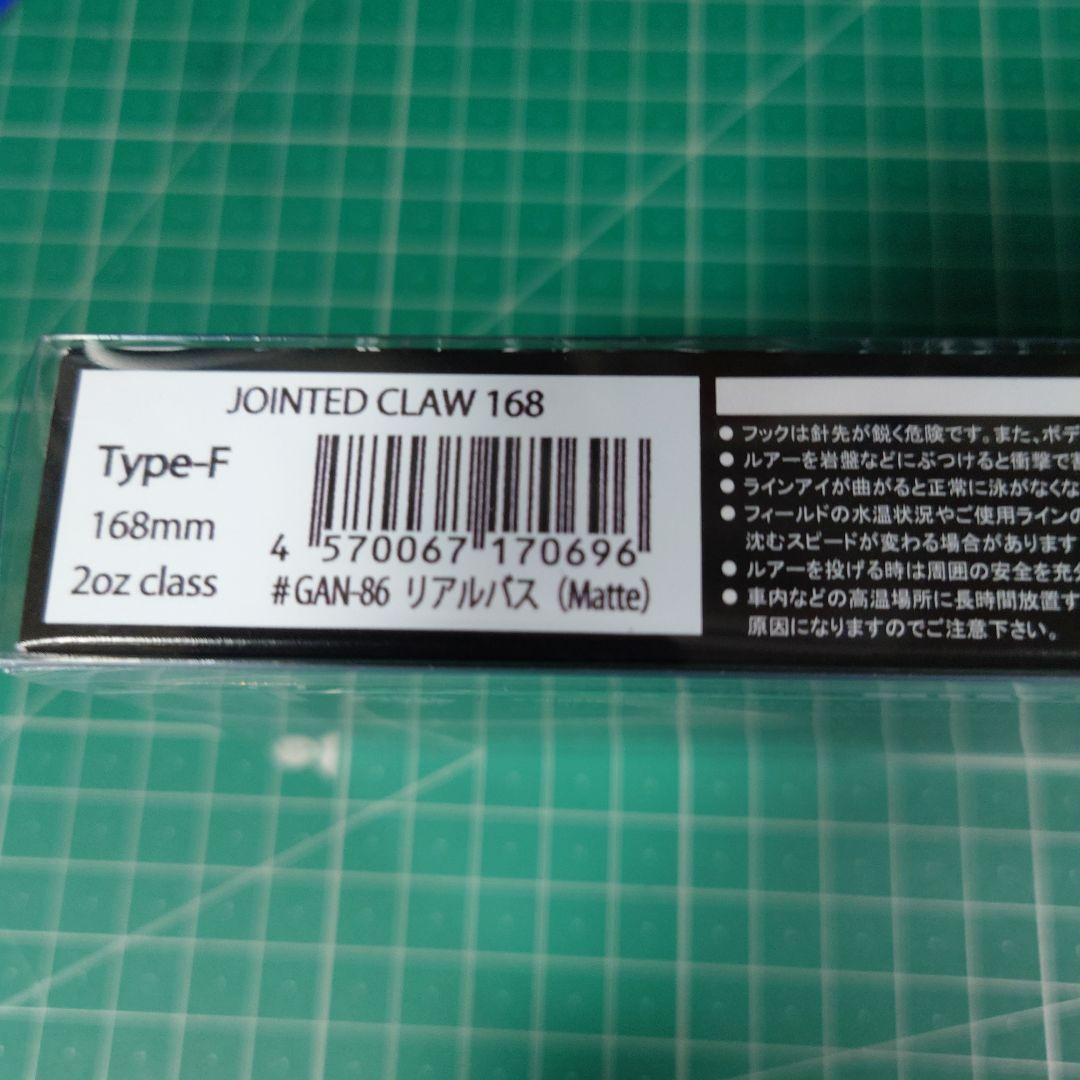 JOINTED CLAW 168
Type-F
168mm
2oz class
4 570067 170696
#GAN-86 リアルバス (Matte)
● フックは針先が鋭く危険です。また、ボデ
● ルアーを岩盤などにぶつけると衝撃で
● ラインアイが曲がると正常に泳がなくな
● フィールドの水温状況やご使用ラインの
沈むスピードが変わる場合があります
● ルアーを投げる時は周囲の安全を充分
● 車内などの高温場所に長時間放置す
原因になりますのでご注意下さい。